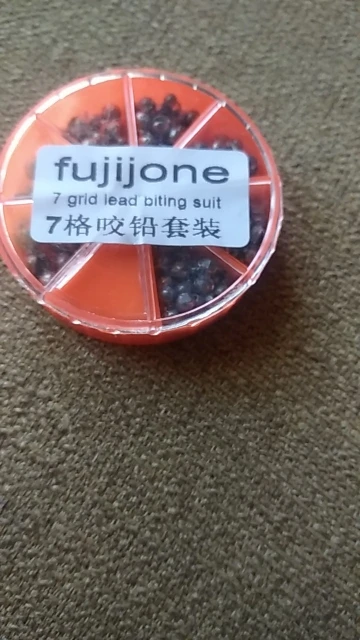 fujijone
7 grid lead biting suit
7格咬铅套装